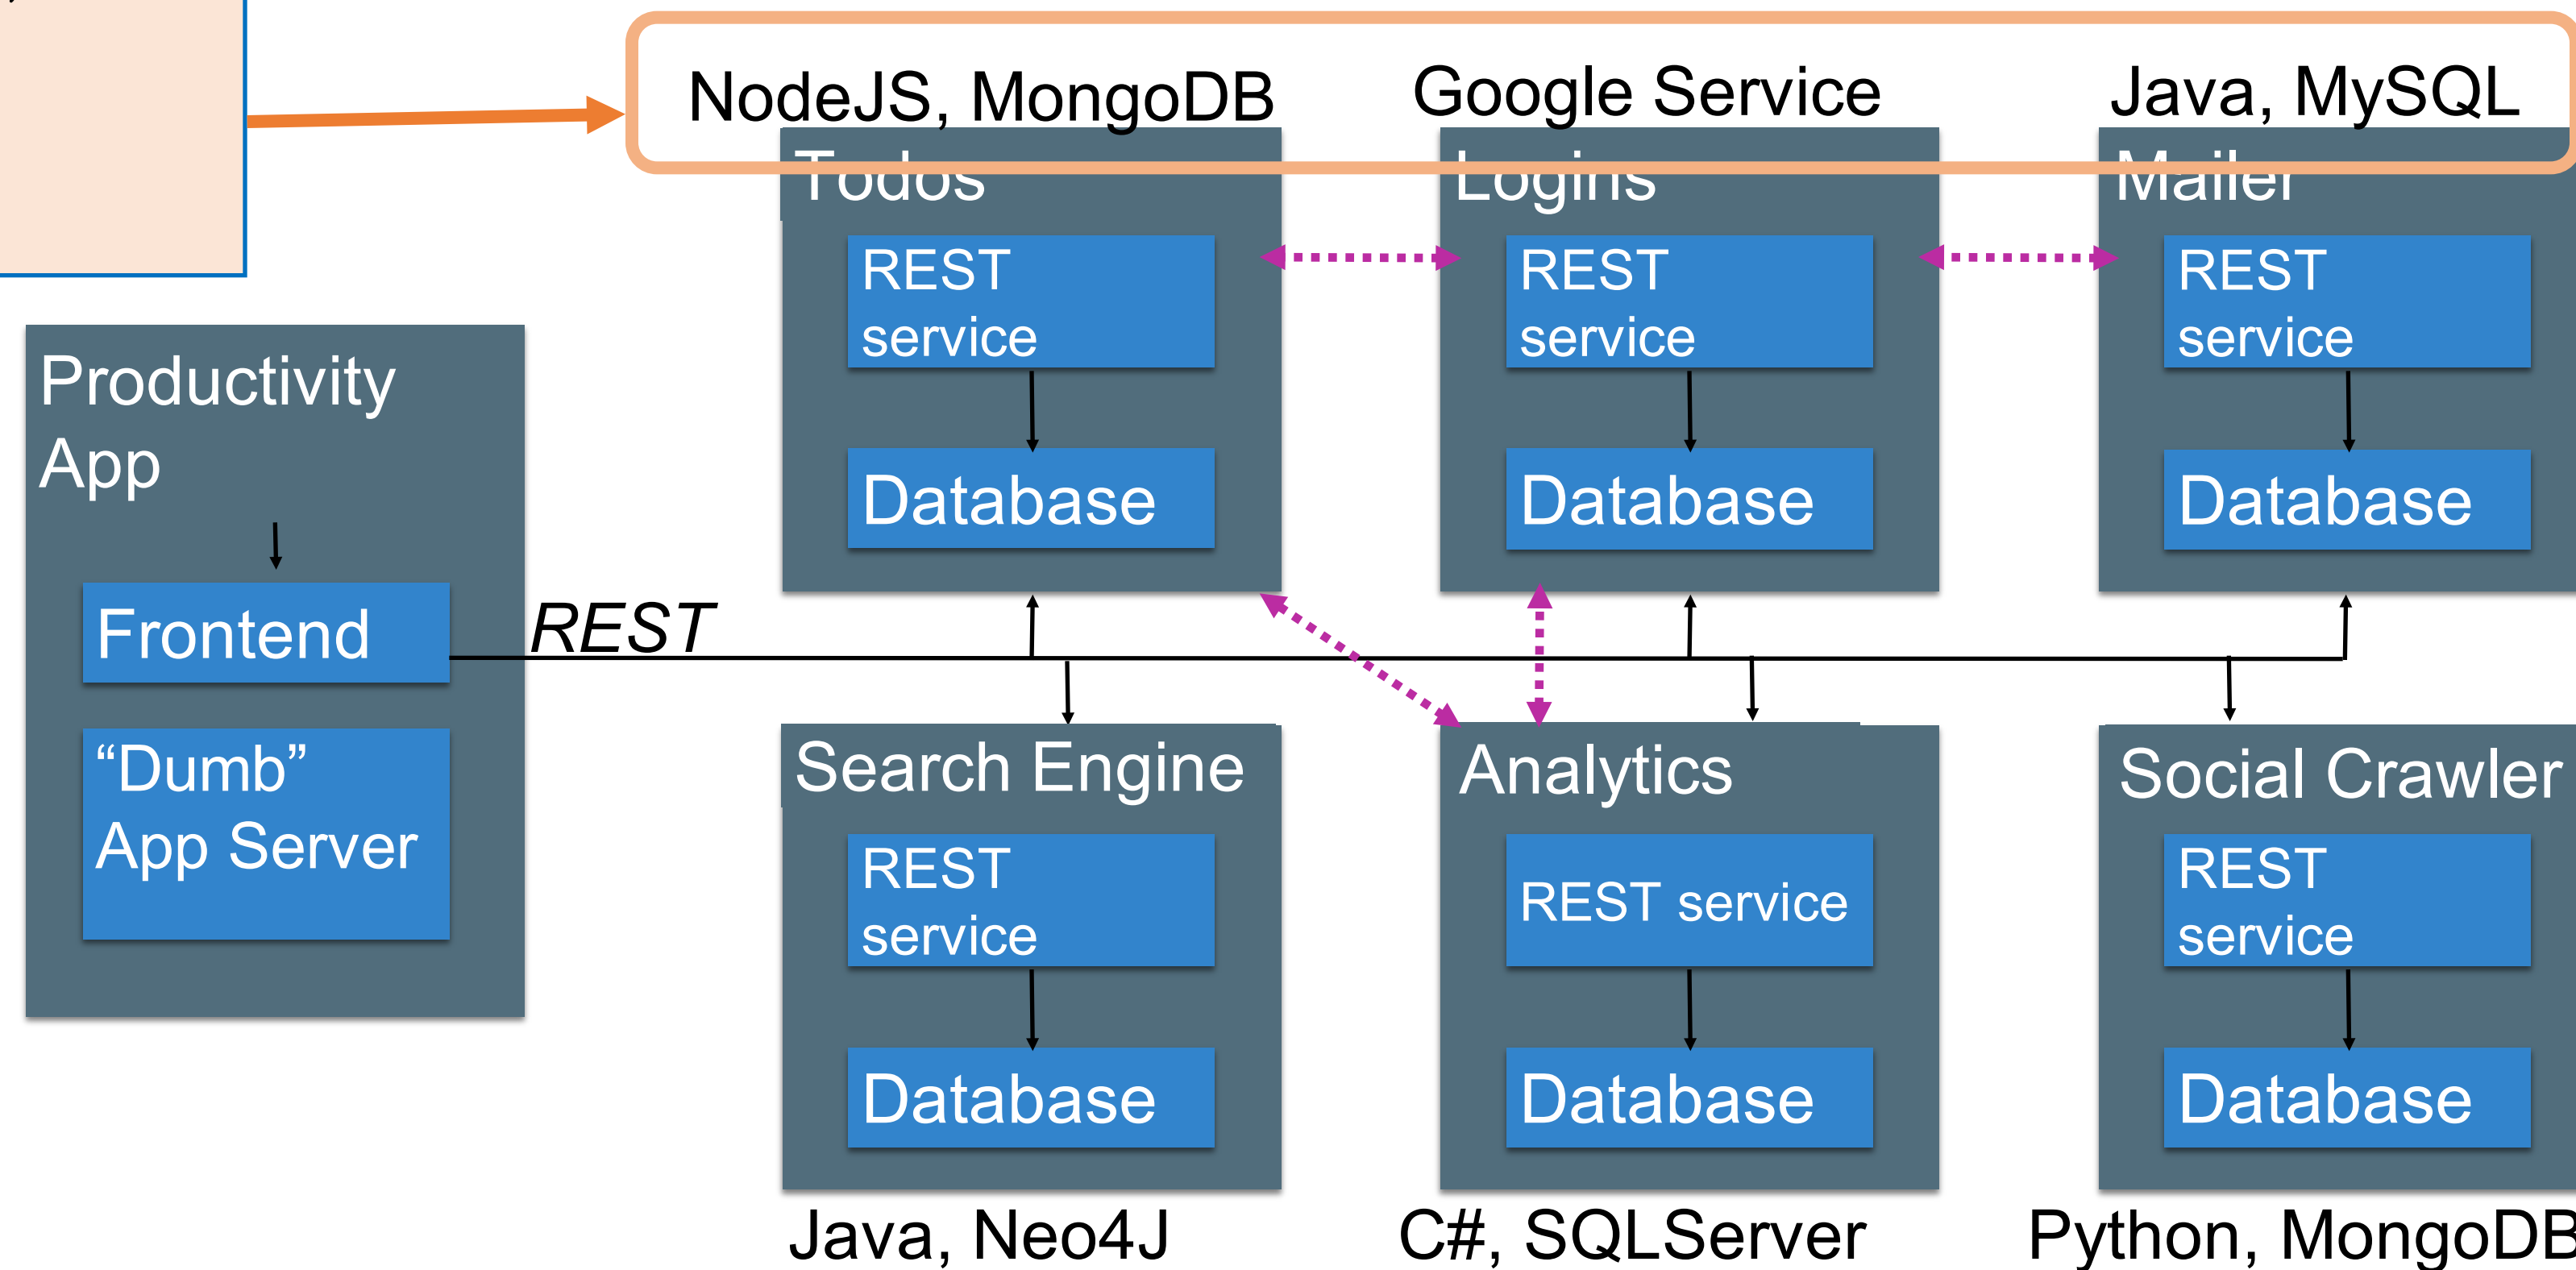 NodeJS, MongoDB
Google Service
Java, MySQL
Todos
Logins
Mailer
REST
service
REST
service
REST
service
Database
Database
Database
Productivity
App
Frontend
REST
“Dumb”
App Server
Search Engine
Analytics
Social Crawler
REST
service
REST service
REST
service
Database
Database
Database
Java, Neo4J
C#, SQLServer
Python, MongoDB